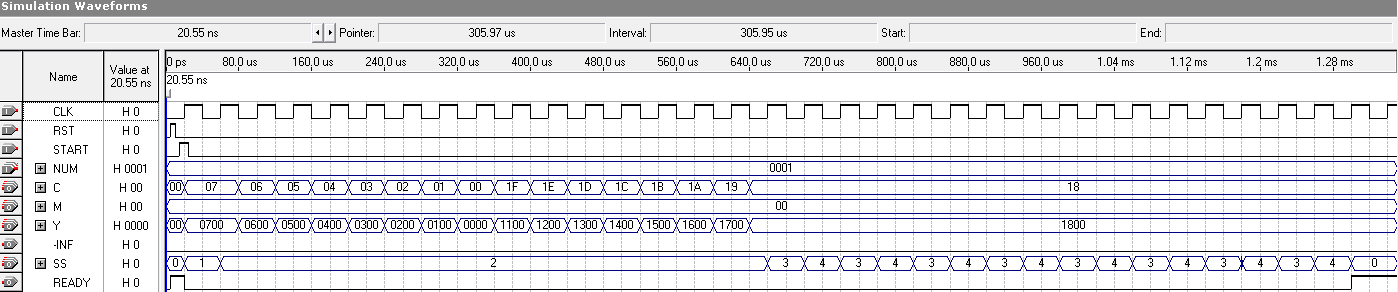 Simulation Waveforms
Master Time Bar: 20.55 ns Pointer: 305.97 us Interval: 305.95 us Start: End:
Name Value at 20.55 ns 0 ps 80.0 us 160.0 us 240.0 us 320.0 us 400.0 us 480.0 us 560.0 us 640.0 us 720.0 us 800.0 us 880.0 us 960.0 us 1.04 ms 1.12 ms 1.2 ms 1.28 ms
20.55 ns
CLK H 0
RST H 0
START H 0
NUM H 0001 0001
C H 00 00 07 06 05 04 03 02 01 00 1F 1E 1D 1C 1B 1A 19 18
M H 00 00
Y H 0000 00 0700 0600 0500 0400 0300 0200 0100 0000 1100 1200 1300 1400 1500 1600 1700 1800
-INF H 0
SS H 0 0 1 2 3 4 3 4 3 4 3 4 3 4 3 4 3 4 3 4 0
READY H 0